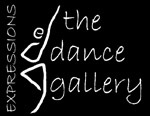 EXPRESSIONS
the
dance
gallery